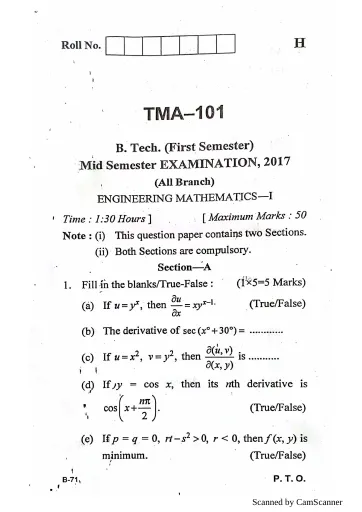 Roll No.
H
TMA–101
B. Tech. (First Semester)
Mid Semester EXAMINATION, 2017
(All Branch)
ENGINEERING MATHEMATICS—I
Time : 1:30 Hours ] [ Maximum Marks : 50
Note : (i) This question paper contains two Sections.
(ii) Both Sections are compulsory.
Section—A
1. Fill in the blanks/True-False : (1×5=5 Marks)
(a) If u = yˣ, then ∂u/∂x = xyˣ⁻¹. (True/False)
(b) The derivative of sec (x° + 30°) = ............
(c) If u = x², v = y², then ∂(u, v)/∂(x, y) is ...........
(d) If y = cos x, then its nth derivative is
cos(x + nπ/2). (True/False)
(e) If p = q = 0, rt – s² > 0, r < 0, then f (x, y) is
minimum. (True/False)
B-71
P. T. O.
Scanned by CamScanner